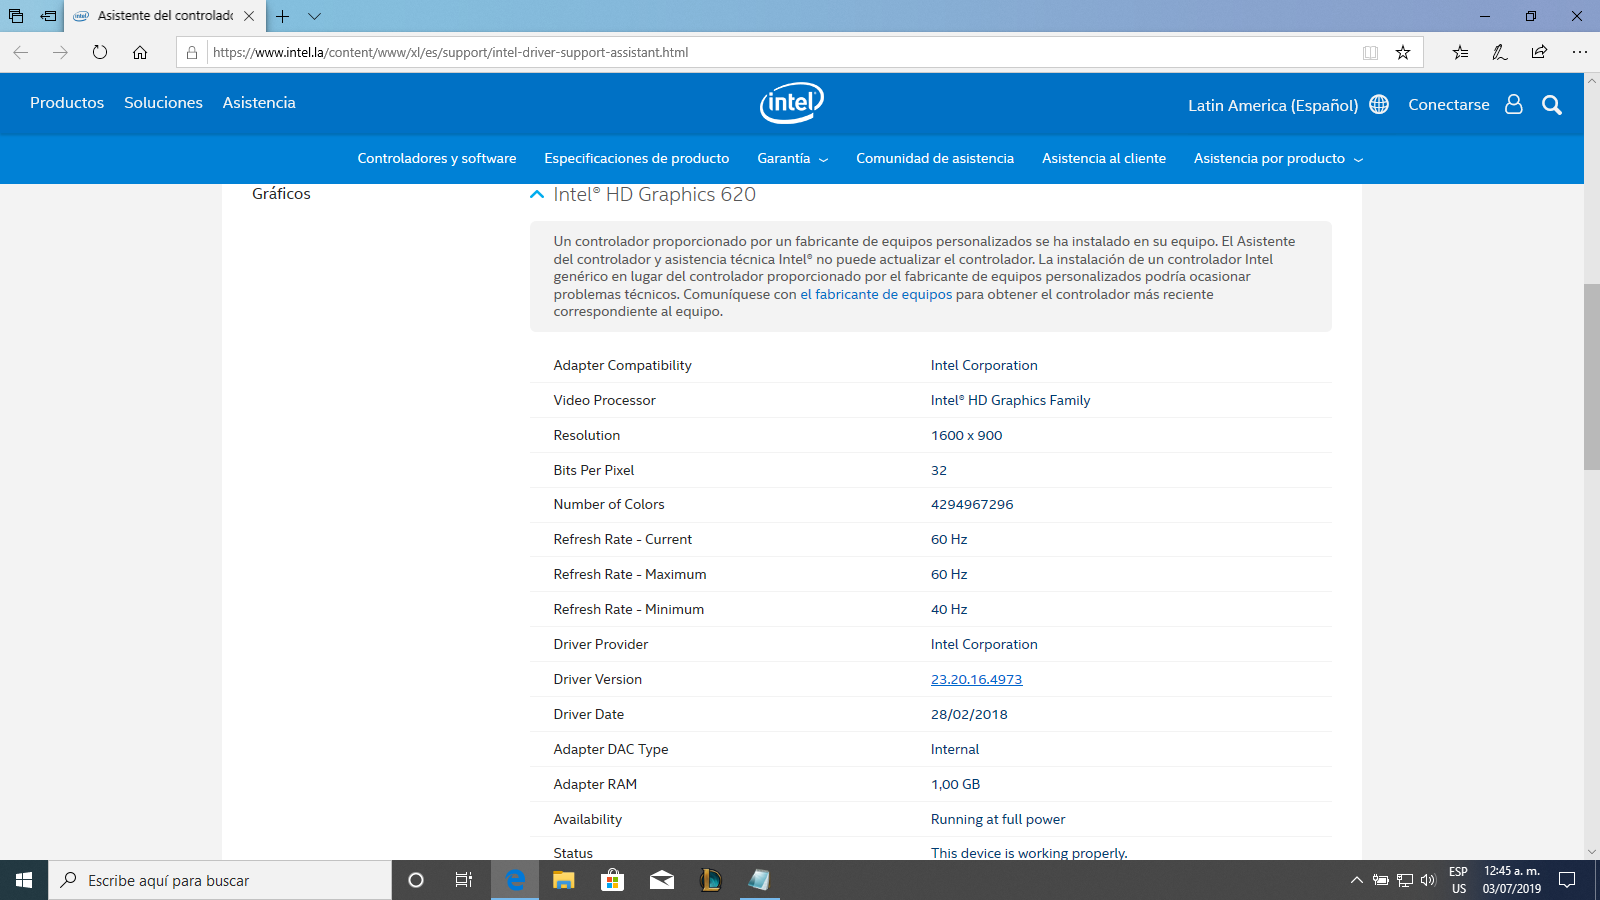 Asistente del controlado
https://www.intel.la/content/www/xl/es/support/intel-driver-support-assistant.html
Productos Soluciones Asistencia
intel
Latin America (Español) Conectarse
Controladores y software Especificaciones de producto Garantía Comunidad de asistencia Asistencia al cliente Asistencia por producto
Gráficos
Intel® HD Graphics 620
Un controlador proporcionado por un fabricante de equipos personalizados se ha instalado en su equipo. El Asistente
del controlador y asistencia técnica Intel® no puede actualizar el controlador. La instalación de un controlador Intel
genérico en lugar del controlador proporcionado por el fabricante de equipos personalizados podría ocasionar
problemas técnicos. Comuníquese con el fabricante de equipos para obtener el controlador más reciente
correspondiente al equipo.
Adapter Compatibility Intel Corporation
Video Processor Intel® HD Graphics Family
Resolution 1600 x 900
Bits Per Pixel 32
Number of Colors 4294967296
Refresh Rate - Current 60 Hz
Refresh Rate - Maximum 60 Hz
Refresh Rate - Minimum 40 Hz
Driver Provider Intel Corporation
Driver Version 23.20.16.4973
Driver Date 28/02/2018
Adapter DAC Type Internal
Adapter RAM 1,00 GB
Availability Running at full power
Status This device is working properly.
Escribe aquí para buscar
ESP
US
12:45 a. m.
03/07/2019